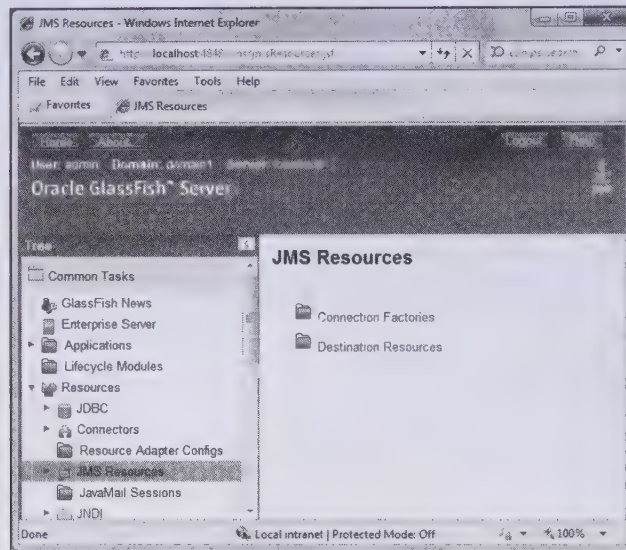 JMS Resources - Windows Internet Explorer
File Edit View Favorites Tools Help
Favorites JMS Resources
Home About... Logout Help
User: admin Domain: domain1
Oracle GlassFish™ Server
Tree
Common Tasks
GlassFish News
Enterprise Server
Applications
Lifecycle Modules
Resources
JDBC
Connectors
Resource Adapter Configs
JMS Resources
JavaMail Sessions
JNDI
JMS Resources
Connection Factories
Destination Resources
Done Local intranet | Protected Mode: Off 100%